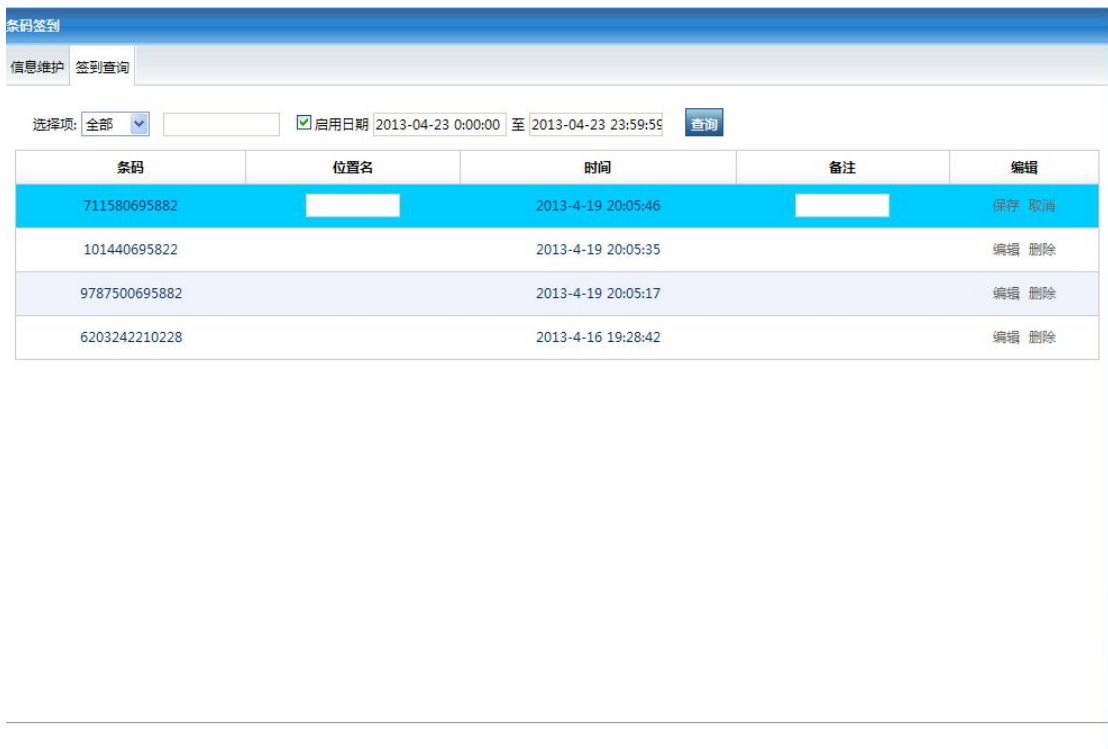 条码签到
信息维护 签到查询
选择项: 全部 启用日期 2013-04-23 0:00:00 至 2013-04-23 23:59:59 查询
条码 位置名 时间 备注 编辑
711580695882 2013-4-19 20:05:46 保存 取消
101440695822 2013-4-19 20:05:35 编辑 删除
9787500695882 2013-4-19 20:05:17 编辑 删除
6203242210228 2013-4-16 19:28:42 编辑 删除